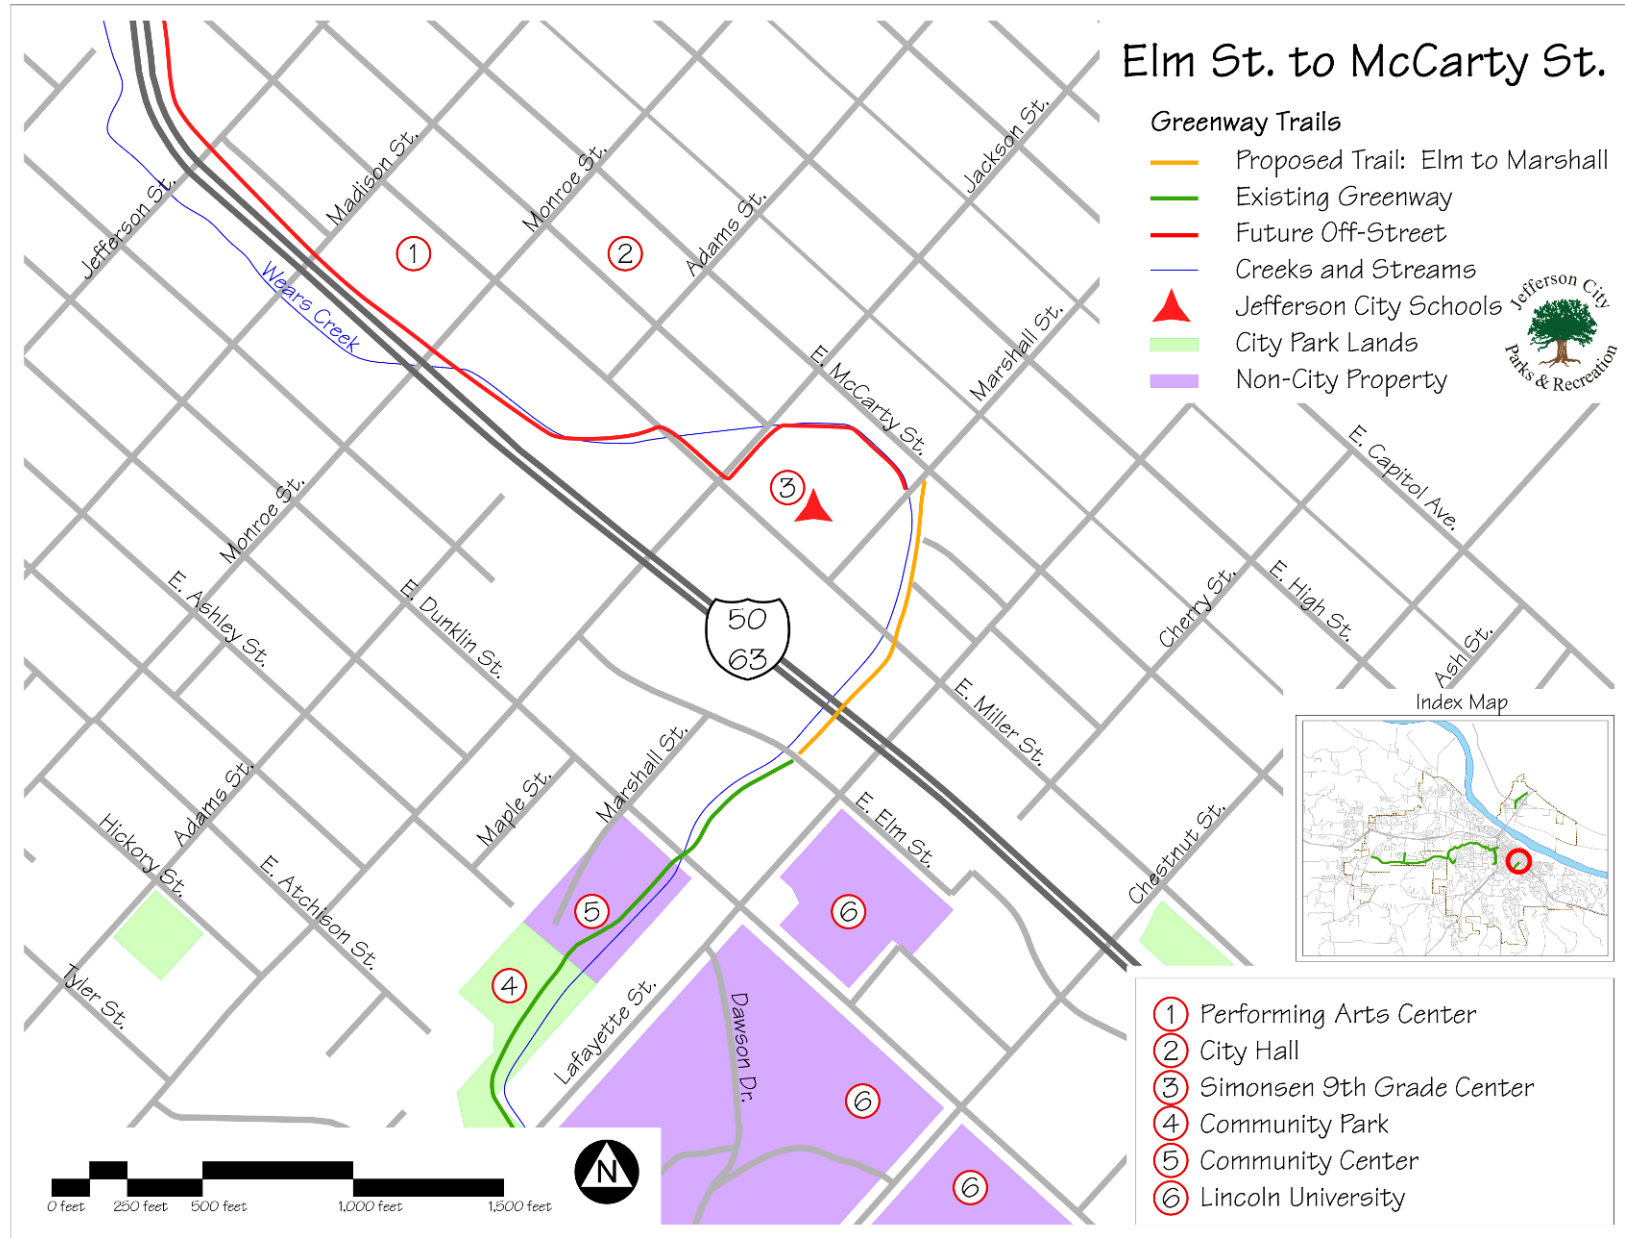 Elm St. to McCarty St.
Greenway Trails
Proposed Trail: Elm to Marshall
Existing Greenway
Future Off-Street
Creeks and Streams
Jefferson City Schools
City Park Lands
Non-City Property
Jefferson City
Parks & Recreation
Jefferson St.
Madison St.
Monroe St.
Adams St.
Jackson St.
Wears Creek
1
2
E. McCarty St.
Marshall St.
3
E. Capitol Ave.
Monroe St.
E. Ashley St.
E. Dunklin St.
50
63
Cherry St.
E. High St.
Ash St.
E. Miller St.
Marshall St.
Maple St.
Adams St.
Hickory St.
E. Atchison St.
Tyler St.
E. Elm St.
Chestnut St.
5
6
4
Lafayette St.
Dawson Dr.
6
6
Index Map
1 Performing Arts Center
2 City Hall
3 Simonsen 9th Grade Center
4 Community Park
5 Community Center
6 Lincoln University
0 feet 250 feet 500 feet 1,000 feet 1,500 feet
N